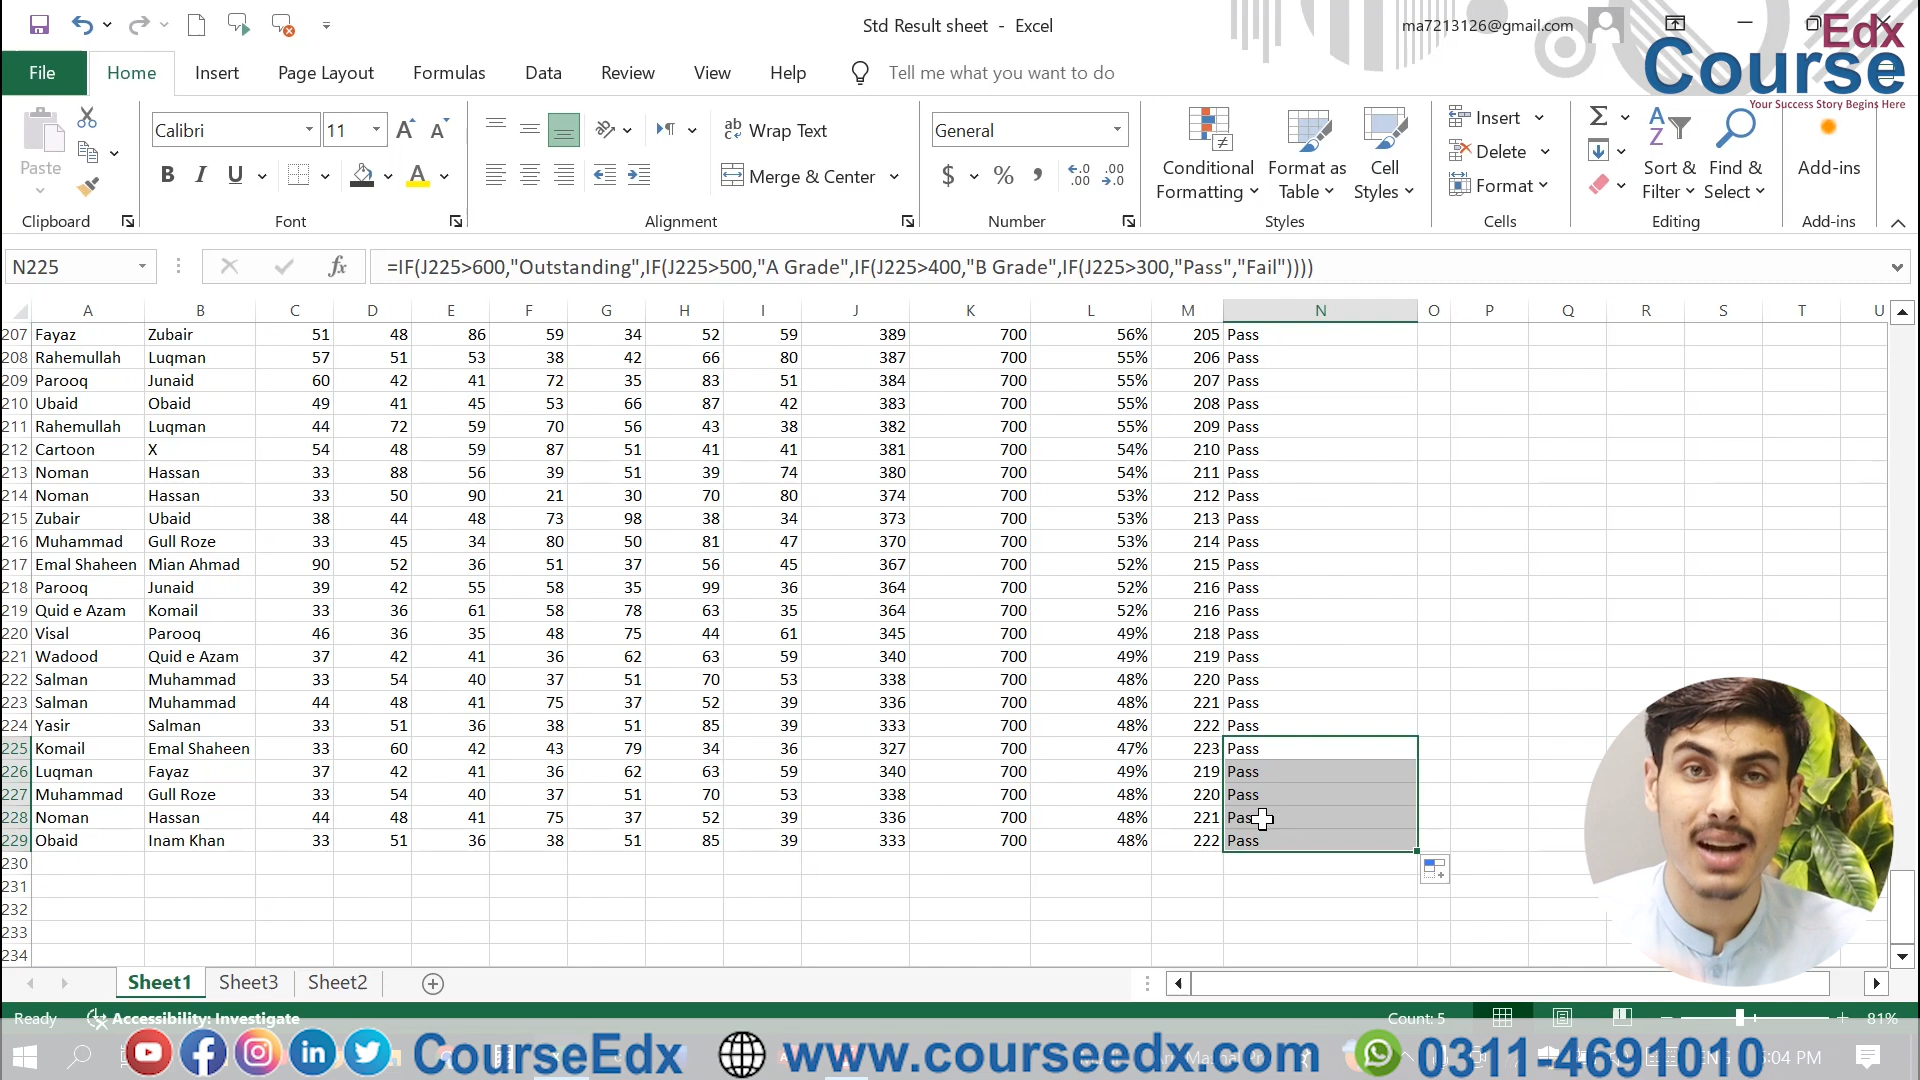 Std Result sheet - Excel
ma7213126@gmail.com
Edx
Course
Your Success Story Begins Here
File Home Insert Page Layout Formulas Data Review View Help Tell me what you want to do
Paste
Clipboard
Calibri 11
B I U
Font
Wrap Text
Merge & Center
Alignment
General
$ % ,
Number
Conditional Formatting
Format as Table
Cell Styles
Styles
Insert
Delete
Format
Cells
Sort & Filter
Find & Select
Editing
Add-ins
Add-ins
N225
fx
=IF(J225>600,"Outstanding",IF(J225>500,"A Grade",IF(J225>400,"B Grade",IF(J225>300,"Pass","Fail"))))
A B C D E F G H I J K L M N O P Q R S T U
207 Fayaz Zubair 51 48 86 59 34 52 59 389 700 56% 205 Pass
208 Rahemullah Luqman 57 51 53 38 42 66 80 387 700 55% 206 Pass
209 Parooq Junaid 60 42 41 72 35 83 51 384 700 55% 207 Pass
210 Ubaid Obaid 49 41 45 53 66 87 42 383 700 55% 208 Pass
211 Rahemullah Luqman 44 72 59 70 56 43 38 382 700 55% 209 Pass
212 Cartoon X 54 48 59 87 51 41 41 381 700 54% 210 Pass
213 Noman Hassan 33 88 56 39 51 39 74 380 700 54% 211 Pass
214 Noman Hassan 33 50 90 21 30 70 80 374 700 53% 212 Pass
215 Zubair Ubaid 38 44 48 73 98 38 34 373 700 53% 213 Pass
216 Muhammad Gull Roze 33 45 34 80 50 81 47 370 700 53% 214 Pass
217 Emal Shaheen Mian Ahmad 90 52 36 51 37 56 45 367 700 52% 215 Pass
218 Parooq Junaid 39 42 55 58 35 99 36 364 700 52% 216 Pass
219 Quid e Azam Komail 33 36 61 58 78 63 35 364 700 52% 216 Pass
220 Visal Parooq 46 36 35 48 75 44 61 345 700 49% 218 Pass
221 Wadood Quid e Azam 37 42 41 36 62 63 59 340 700 49% 219 Pass
222 Salman Muhammad 33 54 40 37 51 70 53 338 700 48% 220 Pass
223 Salman Muhammad 44 48 41 75 37 52 39 336 700 48% 221 Pass
224 Yasir Salman 33 51 36 38 51 85 39 333 700 48% 222 Pass
225 Komail Emal Shaheen 33 60 42 43 79 34 36 327 700 47% 223 Pass
226 Luqman Fayaz 37 42 41 36 62 63 59 340 700 49% 219 Pass
227 Muhammad Gull Roze 33 54 40 37 51 70 53 338 700 48% 220 Pass
228 Noman Hassan 44 48 41 75 37 52 39 336 700 48% 221 Pass
229 Obaid Inam Khan 33 51 36 38 51 85 39 333 700 48% 222 Pass
230
231
232
233
234
Sheet1 Sheet3 Sheet2
Ready Accessibility: Investigate Count: 5 81%
CourseEdx www.courseedx.com 0311-4691010
:04 PM